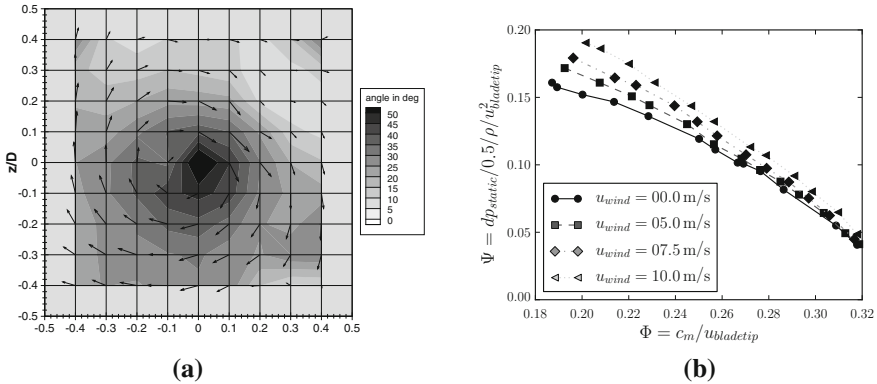 0.5
0.4
0.3
0.2
0.1
0
-0.1
-0.2
-0.3
-0.4
-0.5
z/D
-0.5 -0.4 -0.3 -0.2 -0.1 0 0.1 0.2 0.3 0.4 0.5
angle in deg
50
45
40
35
30
25
20
15
10
5
0
(a)
0.20
0.15
0.10
0.05
0.00
Ψ = dp_static/0.5/ρ/u²_bladetip
u_wind = 00.0 m/s
u_wind = 05.0 m/s
u_wind = 07.5 m/s
u_wind = 10.0 m/s
0.18 0.20 0.22 0.24 0.26 0.28 0.30 0.32
Φ = c_m/u_bladetip
(b)